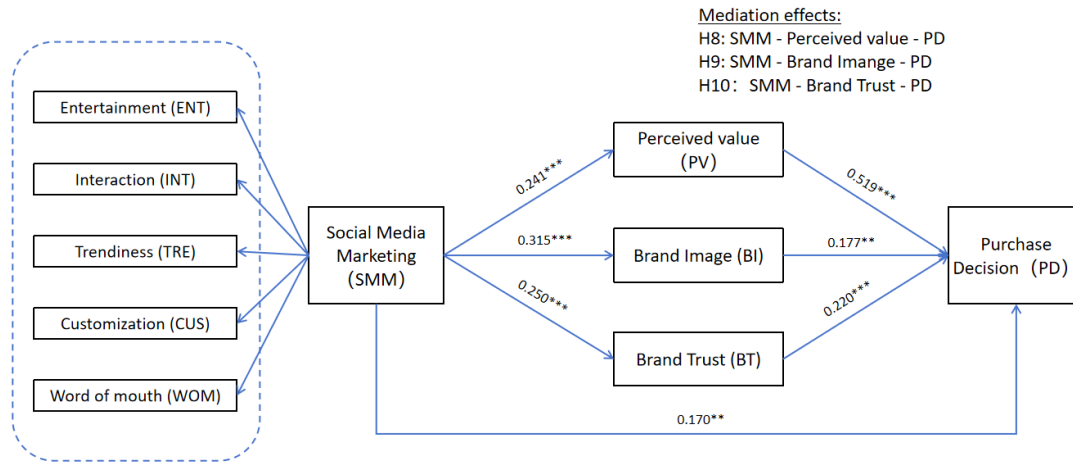 Mediation effects:
H8: SMM - Perceived value - PD
H9: SMM - Brand Imange - PD
H10： SMM - Brand Trust - PD
Entertainment (ENT)
Interaction (INT)
Trendiness (TRE)
Customization (CUS)
Word of mouth (WOM)
Social Media
Marketing
(SMM)
0.241***
0.315***
0.250***
Perceived value
（PV）
Brand Image (BI)
Brand Trust (BT)
0.519***
0.177**
0.220***
Purchase
Decision（PD）
0.170**